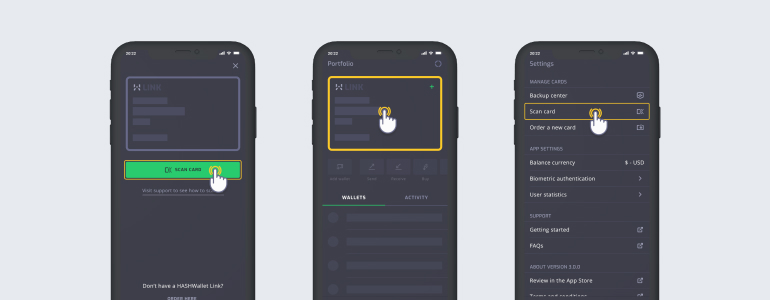 20:22
LINK
SCAN CARD
Visit support to see how to
Don't have a HASHWallet Link?
ORDER HERE
20:22
Portfolio
LINK
Buy
WALLETS
ACTIVITY
20:22
Settings
MANAGE CARDS
Backup center
Scan card
Order a new card
APP SETTINGS
Balance currency
$ - USD
Biometric authentication
User statistics
SUPPORT
Getting started
FAQs
ABOUT VERSION 3.0.0
Review in the App Store
Terms and conditions